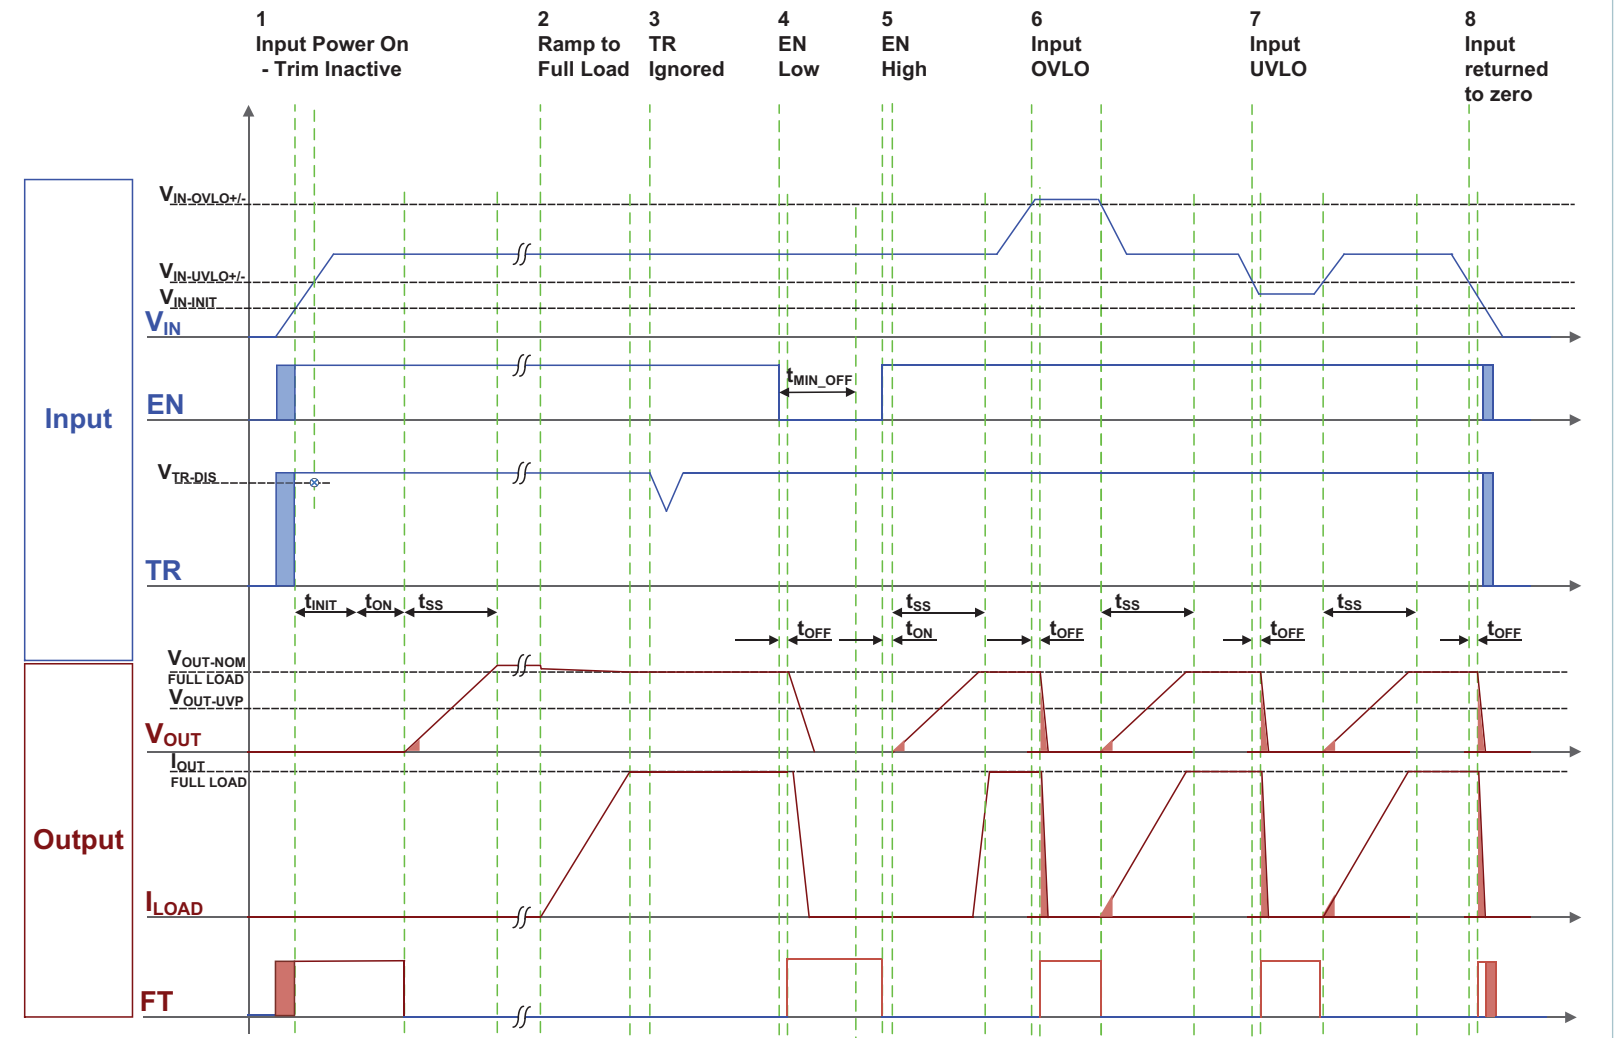 1
Input Power On
- Trim Inactive
2
Ramp to
Full Load
3
TR
Ignored
4
EN
Low
5
EN
High
6
Input
OVLO
7
Input
UVLO
8
Input
returned
to zero
Input
VIN-OVLO+/-
VIN-UVLO+/-
VIN-INIT
VIN
EN
tMIN_OFF
VTR-DIS
TR
tINIT
tON
tSS
tSS
tSS
tSS
tOFF
tON
tOFF
tOFF
tOFF
Output
VOUT-NOM
FULL LOAD
VOUT-UVP
VOUT
IOUT
FULL LOAD
ILOAD
FT